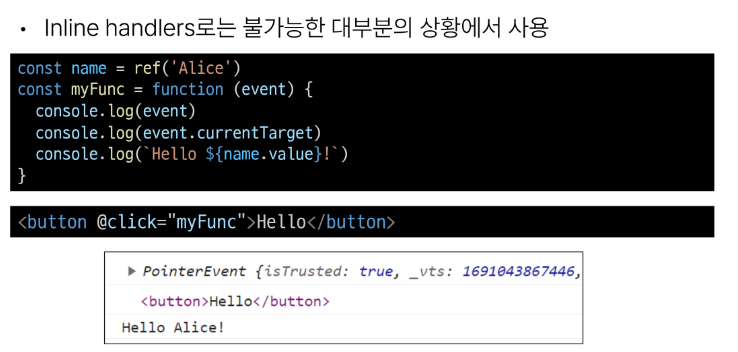 • Inline handlers로는 불가능한 대부분의 상황에서 사용
const name = ref('Alice')
const myFunc = function (event) {
  console.log(event)
  console.log(event.currentTarget)
  console.log(`Hello ${name.value}!`)
}
<button @click="myFunc">Hello</button>
▶ PointerEvent {isTrusted: true, _vts: 1691043867446,
<button>Hello</button>
Hello Alice!